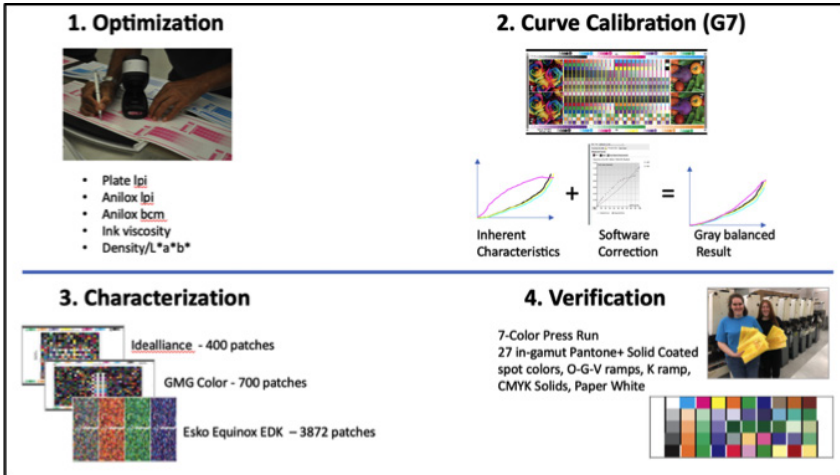 1. Optimization
Plate lpi
Anilox lpi
Anilox bcm
Ink viscosity
Density/L*a*b*
2. Curve Calibration (G7)
+
=
Inherent
Characteristics
Software
Correction
Gray balanced
Result
3. Characterization
Idealliance - 400 patches
GMG Color - 700 patches
Esko Equinox EDK – 3872 patches
4. Verification
7-Color Press Run
27 in-gamut Pantone+ Solid Coated
spot colors, O-G-V ramps, K ramp,
CMYK Solids, Paper White